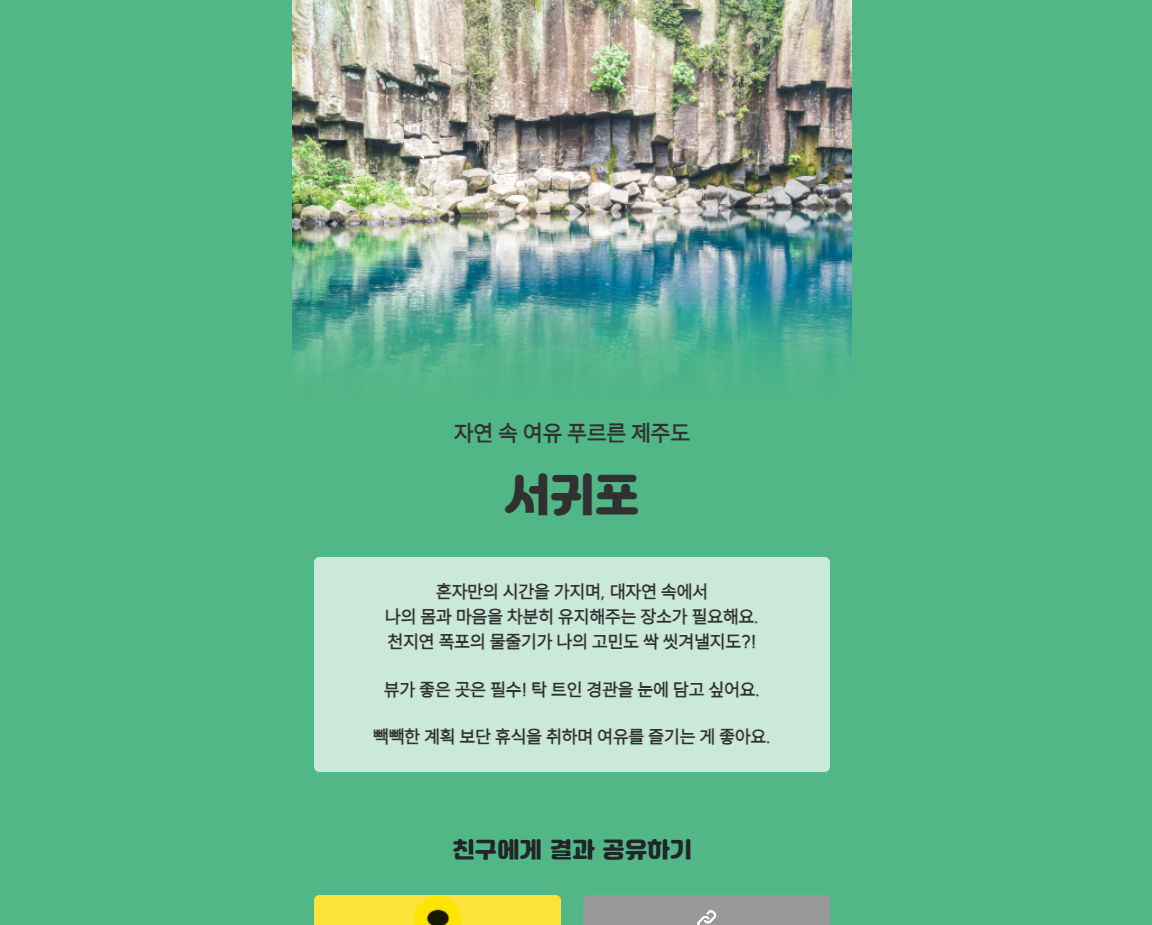 자연 속 여유 푸르른 제주도
서귀포
혼자만의 시간을 가지며, 대자연 속에서
나의 몸과 마음을 차분히 유지해주는 장소가 필요해요.
천지연 폭포의 물줄기가 나의 고민도 싹 씻겨낼지도?!
뷰가 좋은 곳은 필수! 탁 트인 경관을 눈에 담고 싶어요.
빽빽한 계획 보단 휴식을 취하며 여유를 즐기는 게 좋아요.
친구에게 결과 공유하기